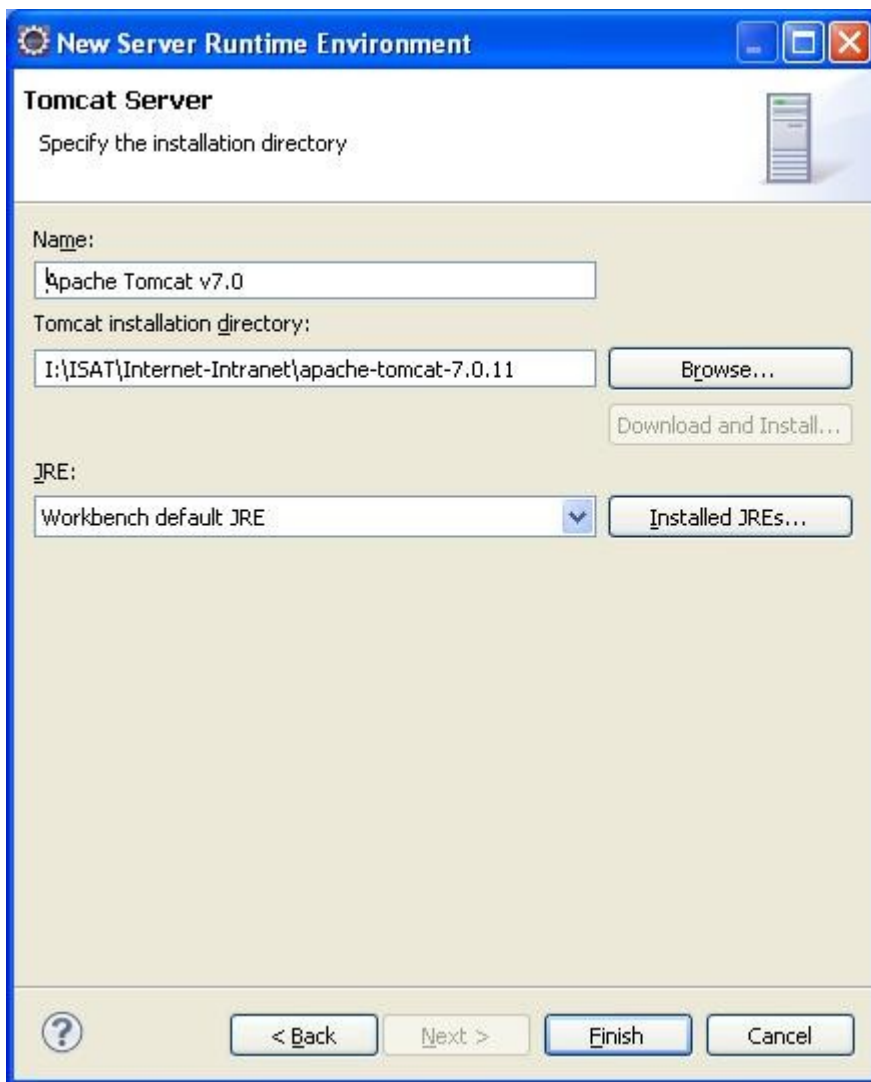 New Server Runtime Environment
Tomcat Server
Specify the installation directory
Name:
Apache Tomcat v7.0
Tomcat installation directory:
I:\ISAT\Internet-Intranet\apache-tomcat-7.0.11
Browse...
Download and Install...
JRE:
Workbench default JRE
Installed JREs...
?
< Back
Next >
Finish
Cancel